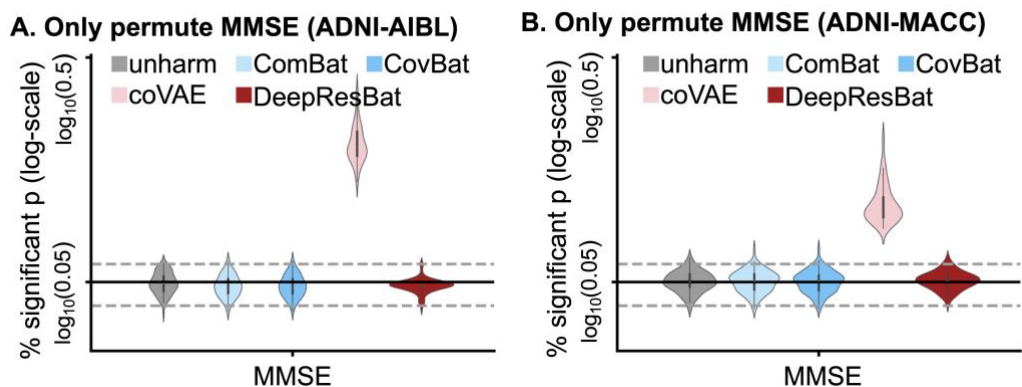 A. Only permute MMSE (ADNI-AIBL)
% significant p (log-scale)
log10(0.5)
log10(0.05)
unharm ComBat CovBat
coVAE DeepResBat
MMSE
B. Only permute MMSE (ADNI-MACC)
% significant p (log-scale)
log10(0.5)
log10(0.05)
unharm ComBat CovBat
coVAE DeepResBat
MMSE